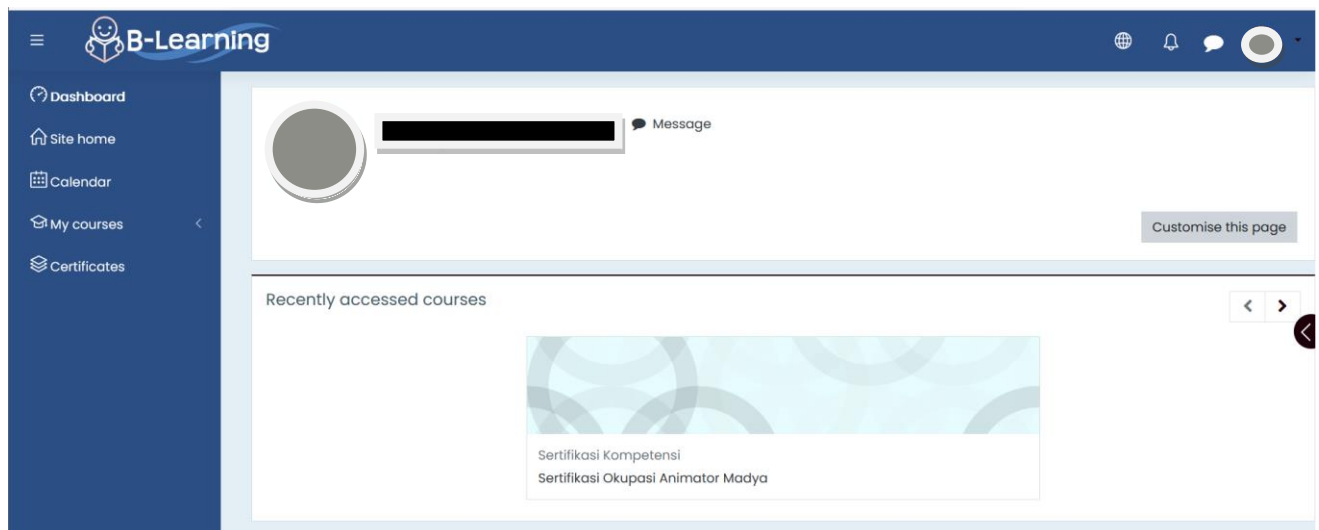 B-Learning
Dashboard
Site home
Calendar
My courses
Certificates
Message
Customise this page
Recently accessed courses
Sertifikasi Kompetensi
Sertifikasi Okupasi Animator Madya